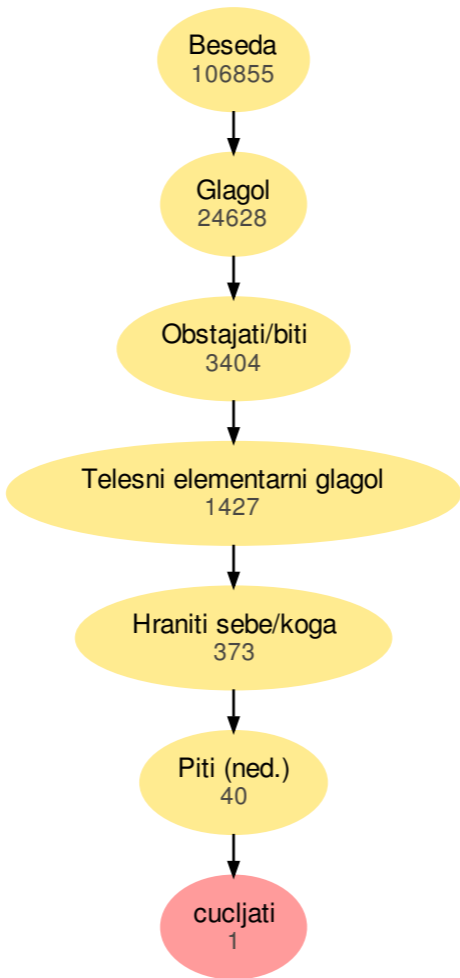 Beseda
106855
Glagol
24628
Obstajati/biti
3404
Telesni elementarni glagol
1427
Hraniti sebe/koga
373
Piti (ned.)
40
cucljati
1